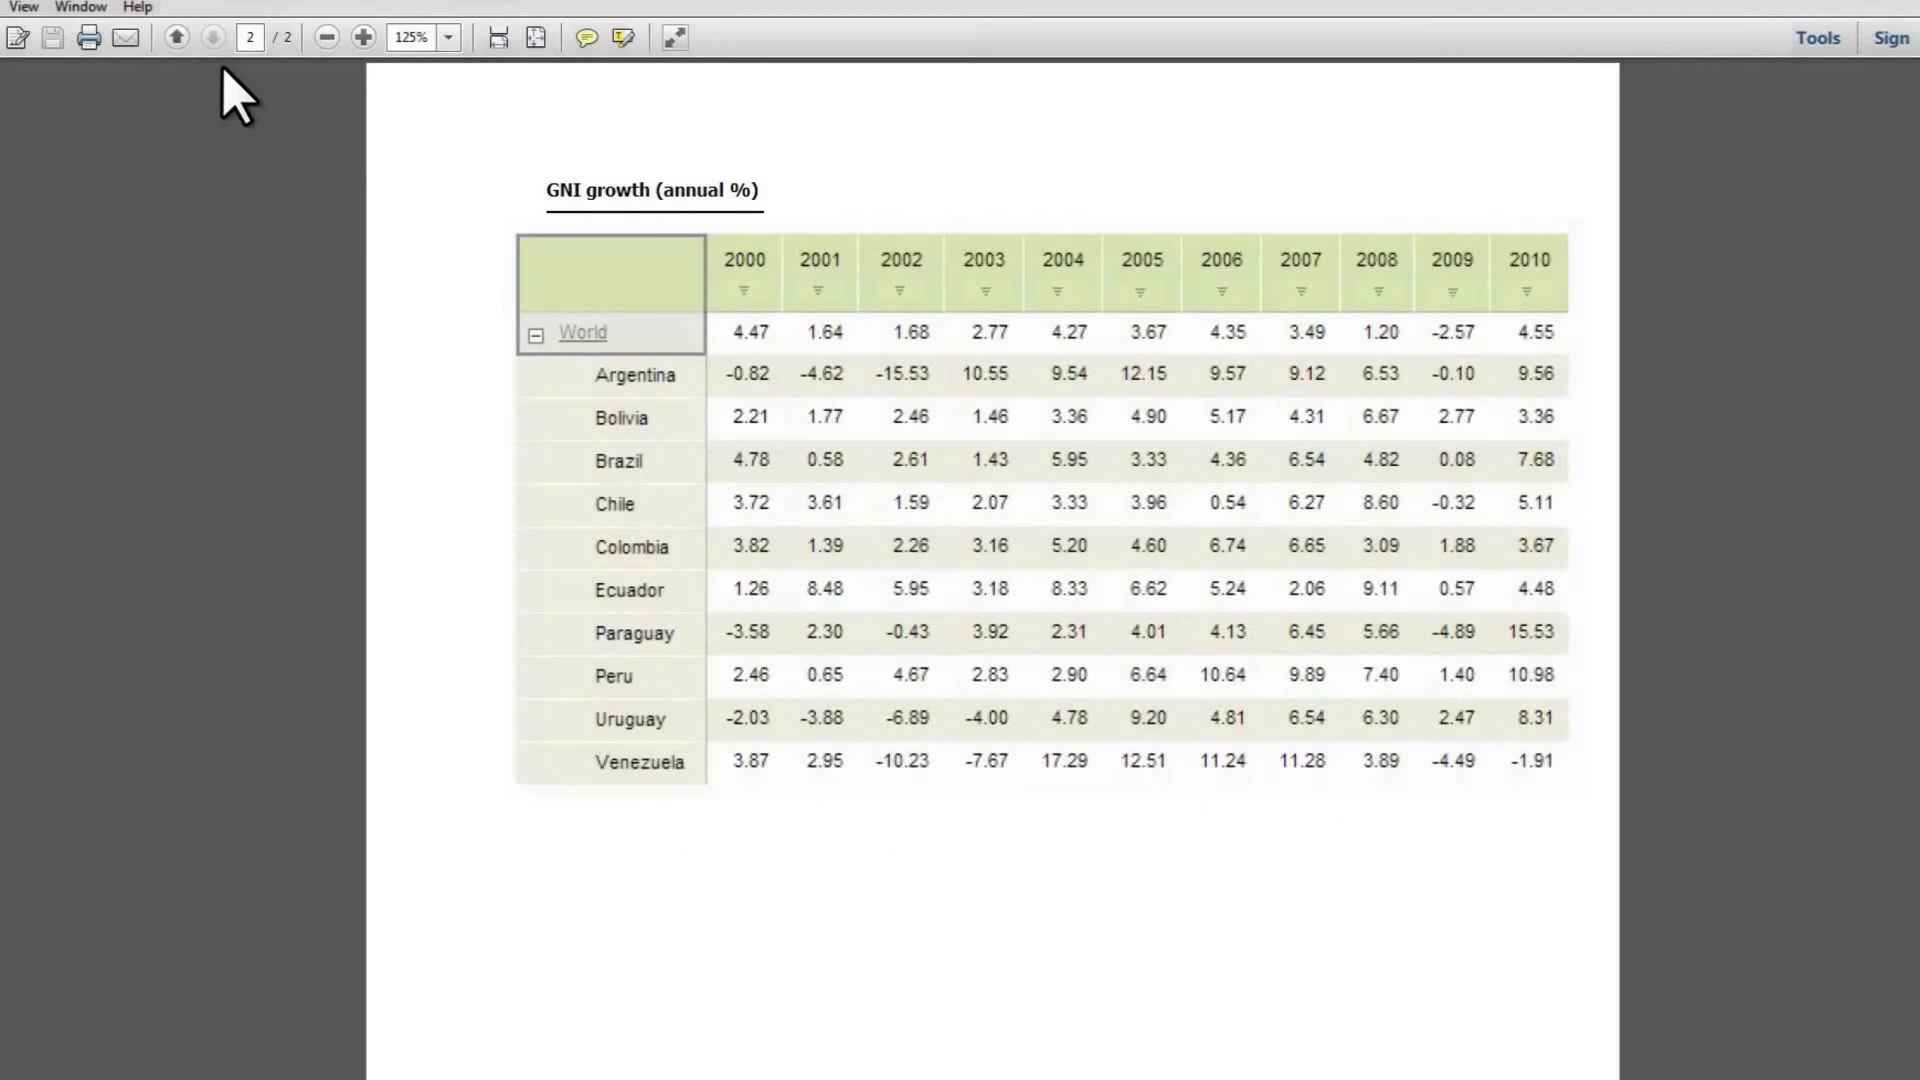 View Window Help
2 / 2 125% Tools Sign
GNI growth (annual %)
2000 2001 2002 2003 2004 2005 2006 2007 2008 2009 2010
World 4.47 1.64 1.68 2.77 4.27 3.67 4.35 3.49 1.20 -2.57 4.55
Argentina -0.82 -4.62 -15.53 10.55 9.54 12.15 9.57 9.12 6.53 -0.10 9.56
Bolivia 2.21 1.77 2.46 1.46 3.36 4.90 5.17 4.31 6.67 2.77 3.36
Brazil 4.78 0.58 2.61 1.43 5.95 3.33 4.36 6.54 4.82 0.08 7.68
Chile 3.72 3.61 1.59 2.07 3.33 3.96 0.54 6.27 8.60 -0.32 5.11
Colombia 3.82 1.39 2.26 3.16 5.20 4.60 6.74 6.65 3.09 1.88 3.67
Ecuador 1.26 8.48 5.95 3.18 8.33 6.62 5.24 2.06 9.11 0.57 4.48
Paraguay -3.58 2.30 -0.43 3.92 2.31 4.01 4.13 6.45 5.66 -4.89 15.53
Peru 2.46 0.65 4.67 2.83 2.90 6.64 10.64 9.89 7.40 1.40 10.98
Uruguay -2.03 -3.88 -6.89 -4.00 4.78 9.20 4.81 6.54 6.30 2.47 8.31
Venezuela 3.87 2.95 -10.23 -7.67 17.29 12.51 11.24 11.28 3.89 -4.49 -1.91